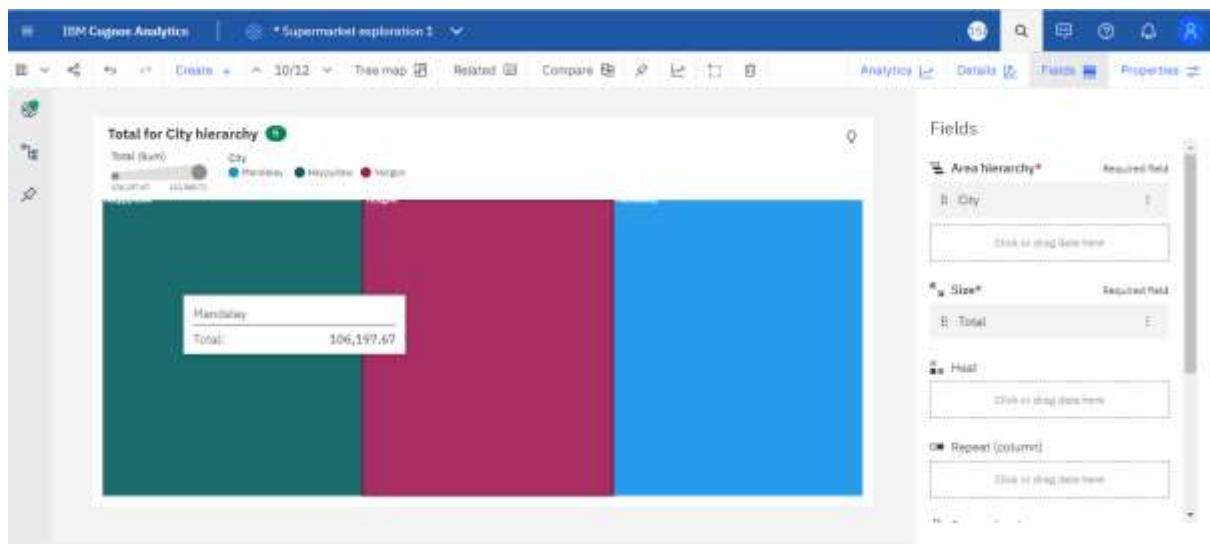 IBM Cognos Analytics
* Supermarket exploration 1
Create + 10/12 Tree map Related Compare
Analytics Details Fields Properties
Total for City hierarchy
Total (Sum)
City
Mandalay Naypyitaw Yangon
Mandalay
Total: 106,197.67
Fields
Area hierarchy* Required field
City
Click or drag data here
Size* Required field
Total
Heat
Click or drag data here
Repeat (column)
Click or drag data here